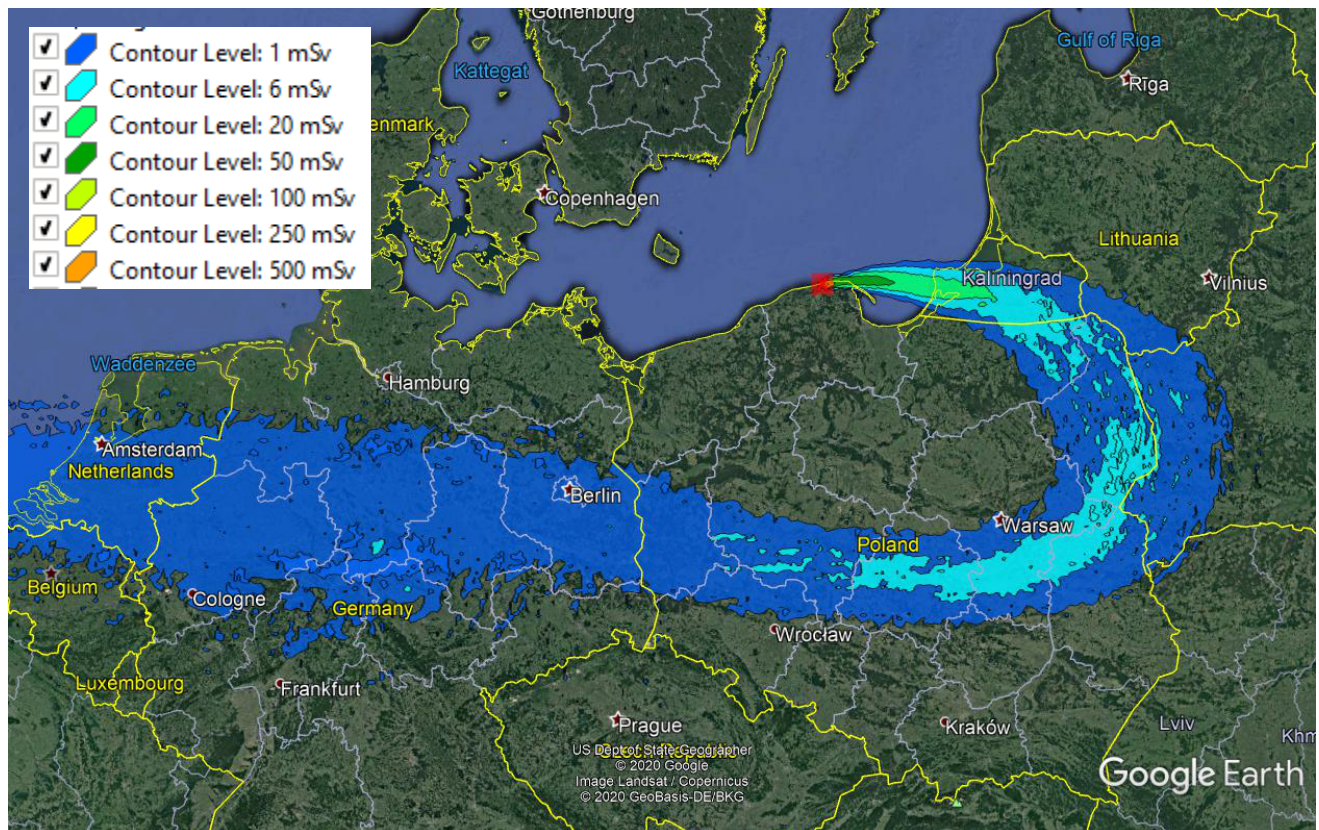 Contour Level: 1 mSv
Contour Level: 6 mSv
Contour Level: 20 mSv
Contour Level: 50 mSv
Contour Level: 100 mSv
Contour Level: 250 mSv
Contour Level: 500 mSv
Gothenburg
Gulf of Riga
Kattegat
Rīga
enmark
Copenhagen
Lithuania
Kaliningrad
Vilnius
Waddenzee
Hamburg
Amsterdam
Netherlands
Berlin
Warsaw
Poland
Belgium
Cologne
Germany
Wrocław
Luxembourg
Frankfurt
Prague
Kraków
Lviv
Khm
US Dept of State Geographer
Czech Republic
© 2020 Google
Image Landsat / Copernicus
© 2020 GeoBasis-DE/BKG
Google Earth